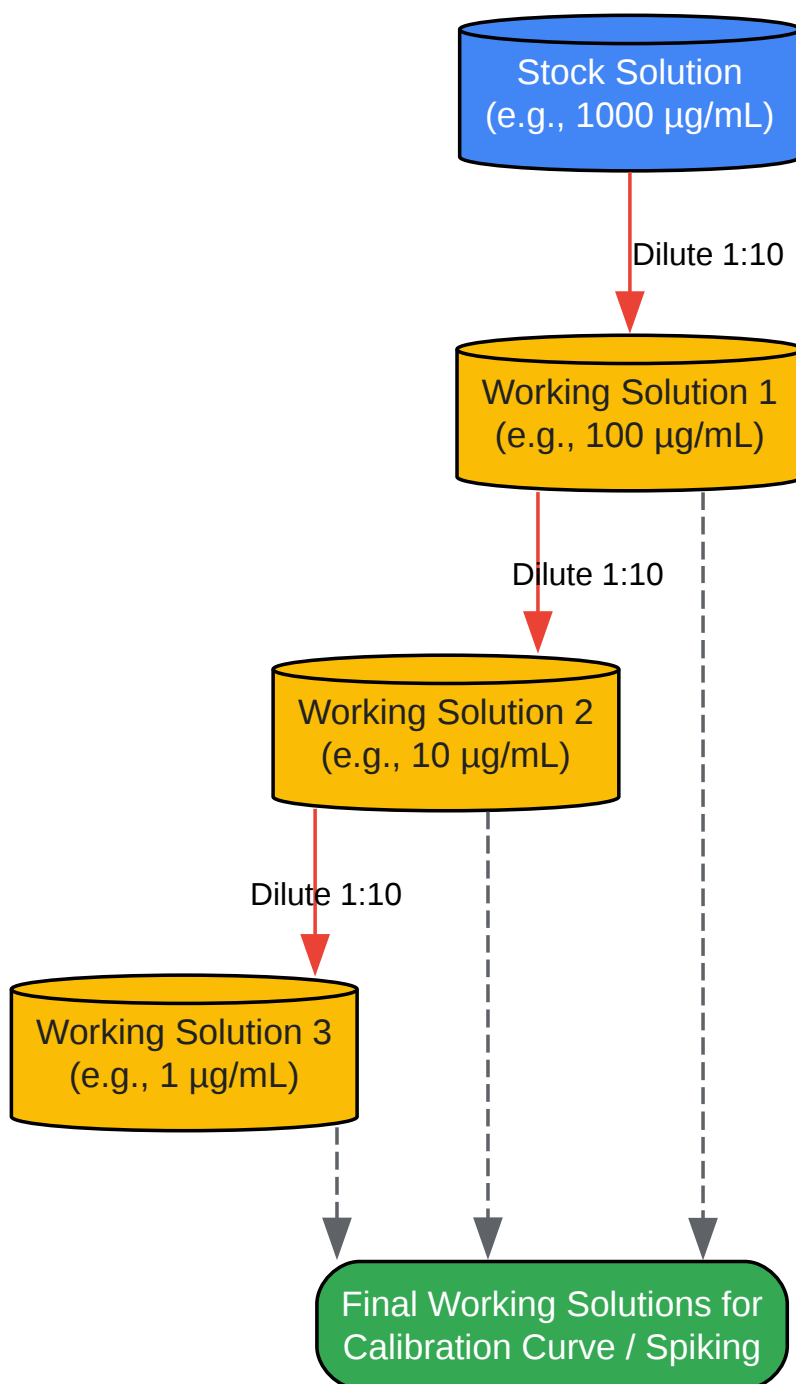 Stock Solution
(e.g., 1000 µg/mL)
Dilute 1:10
Working Solution 1
(e.g., 100 µg/mL)
Dilute 1:10
Working Solution 2
(e.g., 10 µg/mL)
Dilute 1:10
Working Solution 3
(e.g., 1 µg/mL)
Final Working Solutions for
Calibration Curve / Spiking